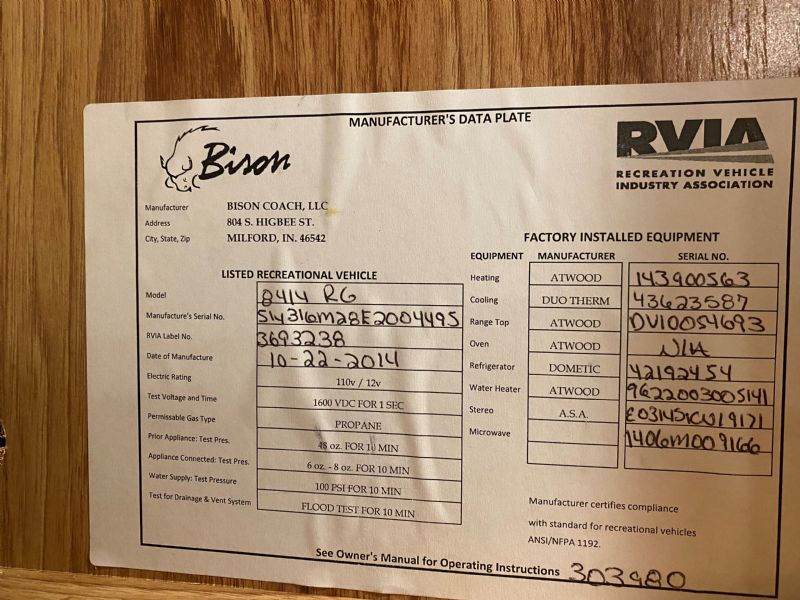 MANUFACTURER'S DATA PLATE
Bison
RVIA
RECREATION VEHICLE
INDUSTRY ASSOCIATION
Manufacturer BISON COACH, LLC
Address 804 S. HIGBEE ST.
City, State, Zip MILFORD, IN. 46542
LISTED RECREATIONAL VEHICLE
Model 8414 RG
Manufacture's Serial No.
RVIA Label No. 3693238
Date of Manufacture 10-22-2014
Electric Rating 110v / 12v
Test Voltage and Time 1600 VDC FOR 1 SEC
Permissable Gas Type PROPANE
Prior Appliance: Test Pres. 48 oz. FOR 10 MIN
Appliance Connected: Test Pres. 6 oz. - 8 oz. FOR 10 MIN
Water Supply: Test Pressure 100 PSI FOR 10 MIN
Test for Drainage & Vent System FLOOD TEST FOR 10 MIN
FACTORY INSTALLED EQUIPMENT
EQUIPMENT MANUFACTURER SERIAL NO.
Heating ATWOOD 143900563
Cooling DUO THERM 43623587
Range Top ATWOOD DV10054693
Oven ATWOOD N/A
Refrigerator DOMETIC 42192454
Water Heater ATWOOD 9622003005141
Stereo A.S.A.
Microwave 1406M009166
Manufacturer certifies compliance
with standard for recreational vehicles
ANSI/NFPA 1192.
See Owner's Manual for Operating Instructions 303980